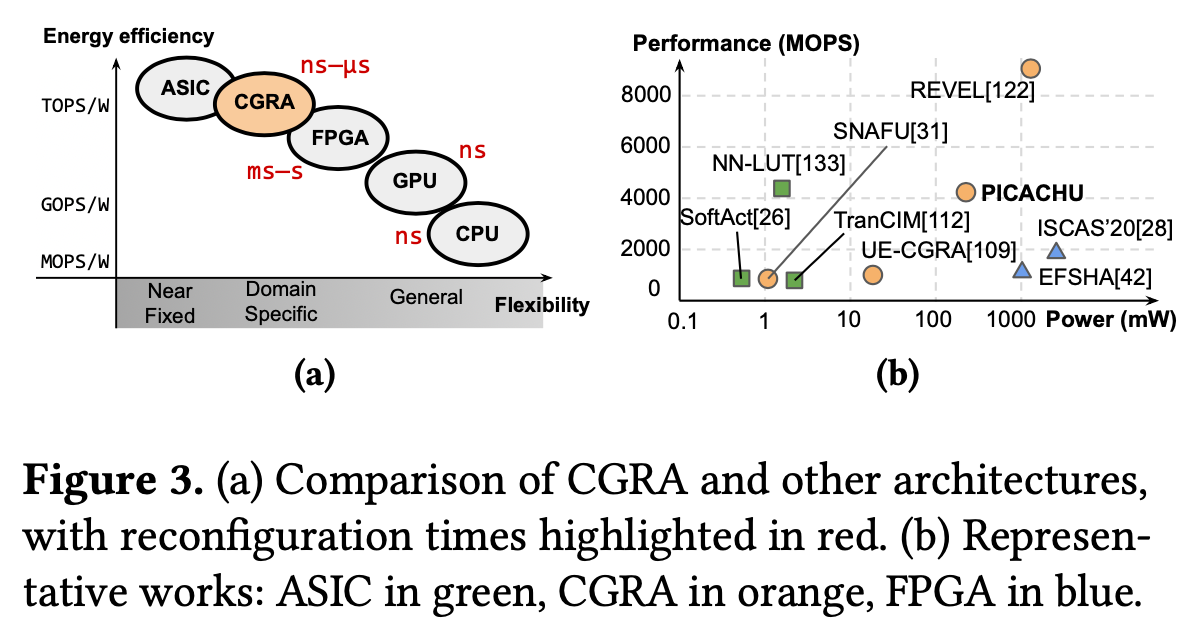 Energy efficiency
TOPS/W
GOPS/W
MOPS/W
ASIC
CGRA
ns–μs
FPGA
ms–s
GPU
ns
CPU
ns
Near
Fixed
Domain
Specific
General
Flexibility
(a)
Performance (MOPS)
8000
6000
4000
2000
0
REVEL[122]
SNAFU[31]
NN-LUT[133]
PICACHU
SoftAct[26]
TranCIM[112]
ISCAS'20[28]
UE-CGRA[109]
EFSHA[42]
0.1
1
10
100
1000
Power (mW)
(b)
Figure 3. (a) Comparison of CGRA and other architectures,
with reconfiguration times highlighted in red. (b) Represen-
tative works: ASIC in green, CGRA in orange, FPGA in blue.